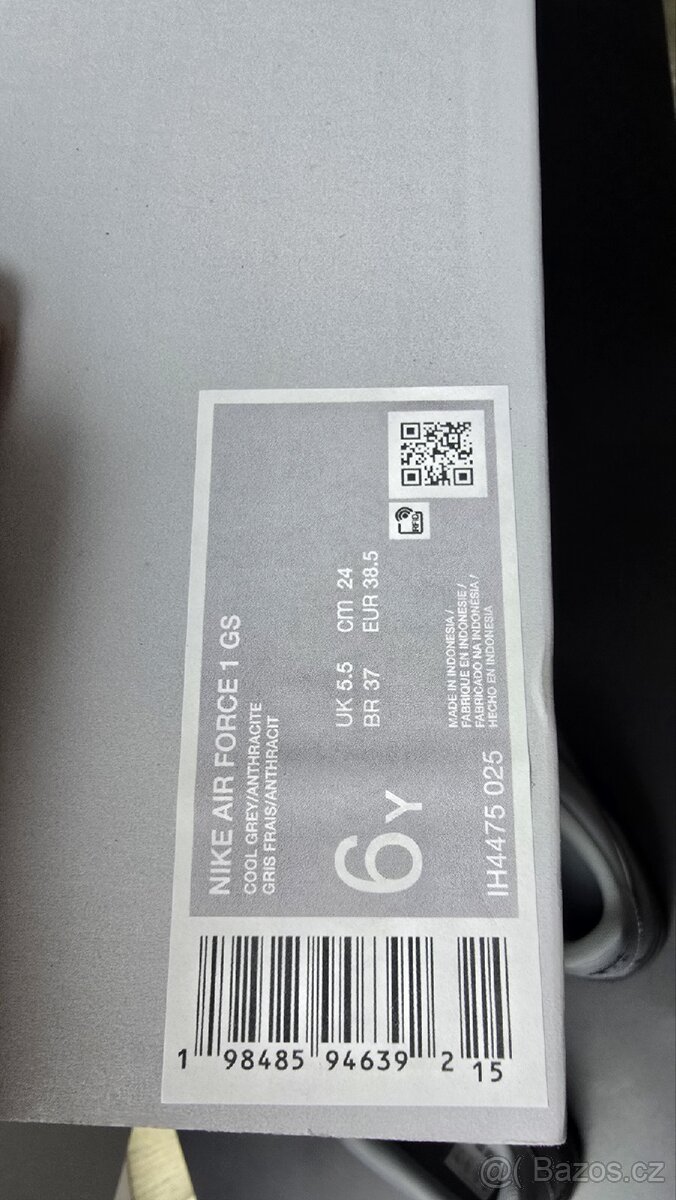 NIKE AIR FORCE 1 GS
COOL GREY/ANTHRACITE
GRIS FRAIS/ANTHRACIT
6Y
UK 5.5 cm 24
BR 37 EUR 38.5
RFID
MADE IN INDONESIA /
FABRIQUE EN INDONESIE /
FABRICADO NA INDONESIA /
HECHO EN INDONESIA
IH4475 025
1 98485 94639 2 15
@( Bazos.cz